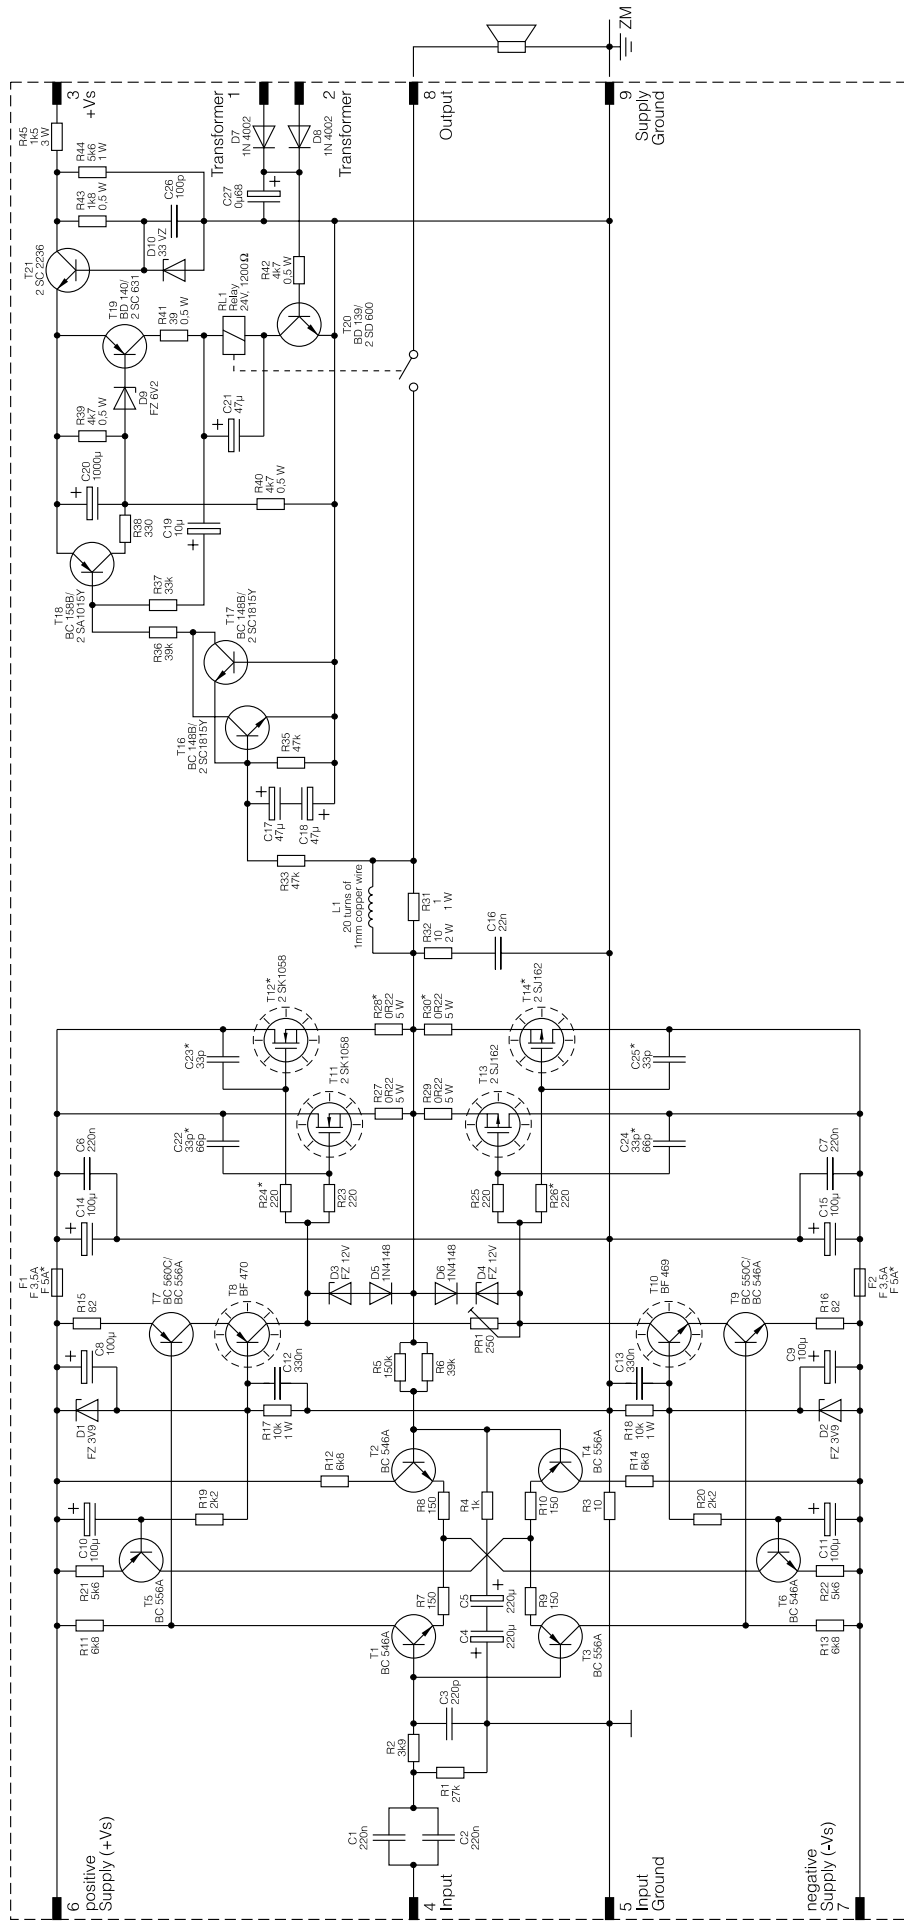 6
positive
Supply (+Vs)
4
Input
5
Input
Ground
negative
Supply (-Vs)
7
C1
220n
C2
220n
R1
27k
R2
3k9
C3
220p
R11
6k8
T1
BC 546A
R7
150
C4
220µ
C5
220µ
R9
150
T3
BC 556A
R13
6k8
R21
5k6
T5
BC 556A
C10
100µ
R19
2k2
R8
150
R4
1k
R10
150
R3
10
T6
BC 546A
R20
2k2
C11
100µ
R22
5k6
R12
6k8
T2
BC 546A
T4
BC 556A
R14
6k8
D1
FZ 3V9
C8
100µ
R17
10k
1 W
C12
330n
R5
150k
R6
39k
R18
10k
1 W
C13
330n
D2
FZ 3V9
C9
100µ
R15
82
T7
BC 560C/
BC 556A
T8
BF 470
PR1
250
T10
BF 469
T9
BC 550C/
BC 546A
R16
82
F1
F 3,5A
F 5A*
D3
FZ 12V
D5
1N4148
D6
1N4148
D4
FZ 12V
F2
F 3,5A
F 5A*
C14
100µ
C6
220n
C15
100µ
C7
220n
R24*
220
R23
220
R25
220
R26*
220
C22
33p*
66p
C23*
33p
T11
2 SK1058
T12*
2 SK1058
R27
0R22
5 W
R28*
0R22
5 W
R29
0R22
5 W
R30*
0R22
5 W
T13
2 SJ162
T14*
2 SJ162
C24
33p*
66p
C25*
33p
L1
20 turns of
1mm copper wire
R31
1
1 W
R32
10
2 W
C16
22n
R33
47k
C17
47µ
C18
47µ
R35
47k
T16
BC 148B/
2 SC1815Y
T17
BC 148B/
2 SC1815Y
R36
39k
R37
33k
T18
BC 158B/
2 SA1015Y
R38
330
C19
10µ
C20
1000µ
R39
4k7
0,5 W
R40
4k7
0,5 W
D9
FZ 6V2
C21
47µ
T19
BD 140/
2 SC 631
R41
39
0,5 W
RL1
Relay
24V, 1200Ω
T20
BD 139/
2 SD 600
R42
4k7
0,5 W
T21
2 SC 2236
D10
33 VZ
C26
100p
R43
1k8
0,5 W
R44
5k6
1 W
R45
1k5
3 W
C27
0µ68
D7
1N 4002
D8
1N 4002
3
+Vs
Transformer
1
2
Transformer
8
Output
9
Supply
Ground
ZM